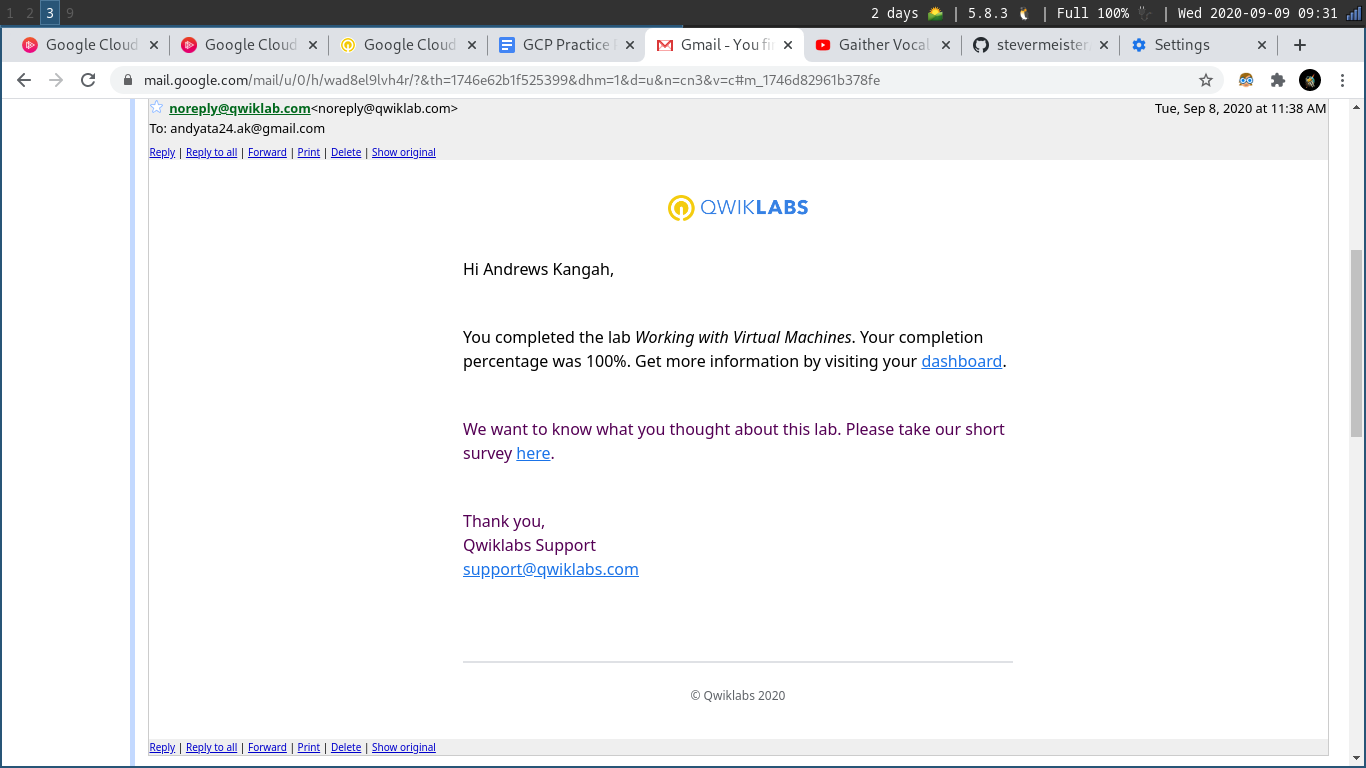 1 2 3 9
2 days | 5.8.3 | Full 100% | Wed 2020-09-09 09:31
Google Cloud
Google Cloud
Google Cloud
GCP Practice
Gmail - You fi
Gaither Vocal
stevermeister
Settings
mail.google.com/mail/u/0/h/wad8el9lvh4r/?&th=1746e62b1f525399&dhm=1&d=u&n=cn3&v=c#m_1746d82961b378fe
noreply@qwiklab.com<noreply@qwiklab.com> Tue, Sep 8, 2020 at 11:38 AM
To: andyata24.ak@gmail.com
Reply | Reply to all | Forward | Print | Delete | Show original
QWIKLABS
Hi Andrews Kangah,
You completed the lab Working with Virtual Machines. Your completion
percentage was 100%. Get more information by visiting your dashboard.
We want to know what you thought about this lab. Please take our short
survey here.
Thank you,
Qwiklabs Support
support@qwiklabs.com
© Qwiklabs 2020
Reply | Reply to all | Forward | Print | Delete | Show original